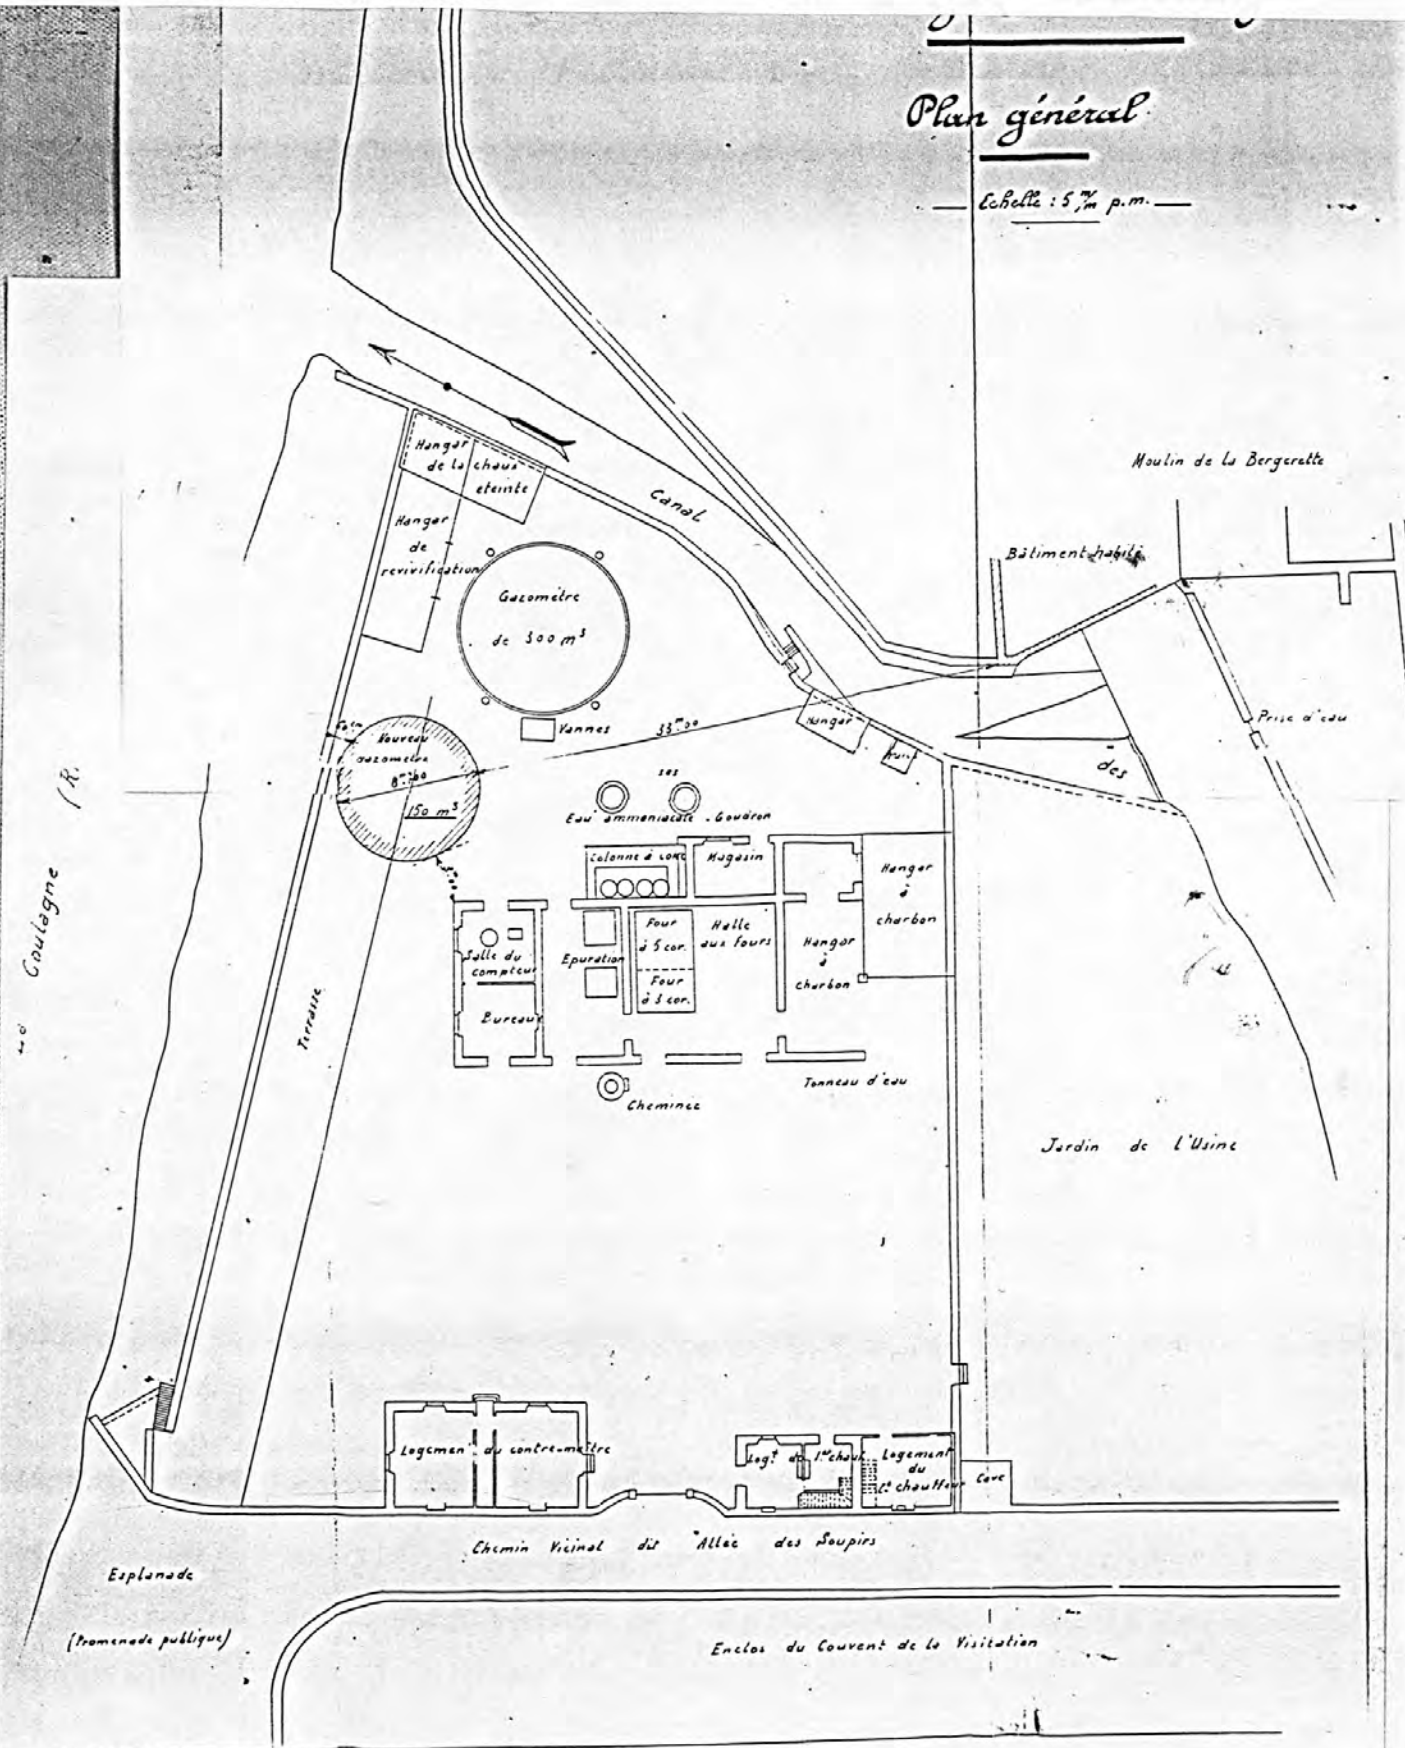 Plan général
Echelle : 5 m/m p.m.
Moulin de la Bergerette
Bâtiment habité
Prise d'eau
Canal
des
Hangar
de la chaux
eteinte
Hangar
de
revivification
Gazomètre
de 300 m³
Vannes
33m00
Hangar
Nouveau
gazomètre
150 m³
Eau ammoniacale
Goudron
Colonne à coke
Magasin
Hangar
à
charbon
Four
à 5 cor.
Halle
aux fours
Hangar
à
charbon
Salle du
compteur
Epuration
Four
à 3 cor.
Bureaux
Cheminée
Tonneau d'eau
Coulagne
(R.
Terrasse
Jardin de l'Usine
Logement du contre-maître
Logt du 1er chauf.
Logement
du
2e chauffeur
Cave
Chemin Vicinal dit "Allée des Soupirs
Esplanade
(Promenade publique)
Enclos du Couvent de la Visitation